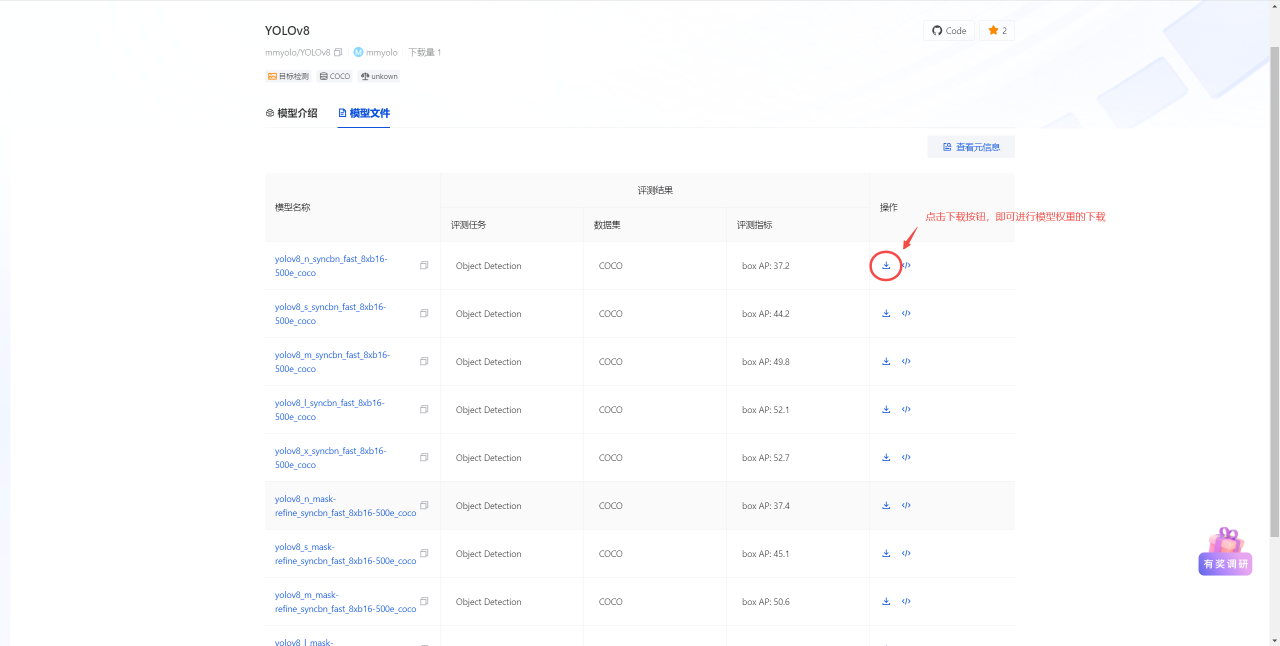 YOLOv8
Code
2
mmyolo/YOLOv8
mmyolo
下载量 1
目标检测
COCO
unkown
模型介绍
模型文件
查看元信息
模型名称
评测结果
操作
评测任务
数据集
评测指标
点击下载按钮，即可进行模型权重的下载
yolov8_n_syncbn_fast_8xb16-
500e_coco
Object Detection
COCO
box AP: 37.2
yolov8_s_syncbn_fast_8xb16-
500e_coco
Object Detection
COCO
box AP: 44.2
yolov8_m_syncbn_fast_8xb16-
500e_coco
Object Detection
COCO
box AP: 49.8
yolov8_l_syncbn_fast_8xb16-
500e_coco
Object Detection
COCO
box AP: 52.1
yolov8_x_syncbn_fast_8xb16-
500e_coco
Object Detection
COCO
box AP: 52.7
yolov8_n_mask-
refine_syncbn_fast_8xb16-500e_coco
Object Detection
COCO
box AP: 37.4
yolov8_s_mask-
refine_syncbn_fast_8xb16-500e_coco
Object Detection
COCO
box AP: 45.1
yolov8_m_mask-
refine_syncbn_fast_8xb16-500e_coco
Object Detection
COCO
box AP: 50.6
yolov8_l_mask-
有奖调研